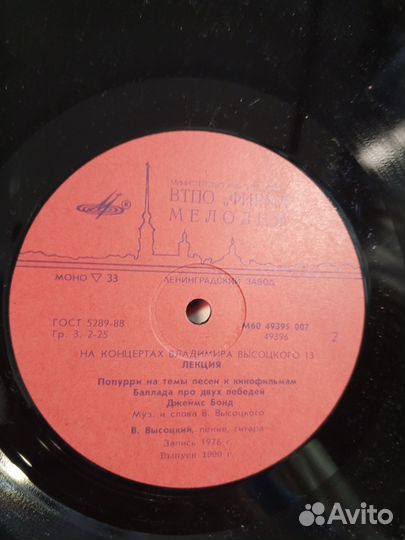 МИНИСТЕРСТВО
ВТПО „ФИРМА
МЕЛОДИЯ
МОНО ▽ 33
ЛЕНИНГРАДСКИЙ ЗАВОД
ГОСТ 5289-88
Гр. 3. 2-25
М60 49395 007
49396
2
НА КОНЦЕРТАХ ВЛАДИМИРА ВЫСОЦКОГО 13
ЛЕКЦИЯ
Попурри на темы песен к кинофильмам
Баллада про двух лебедей
Джеймс Бонд
Муз. и слова В. Высоцкого
В. Высоцкий, пение, гитара
Запись 1976 г.
Выпуск 1990 г.
Avito